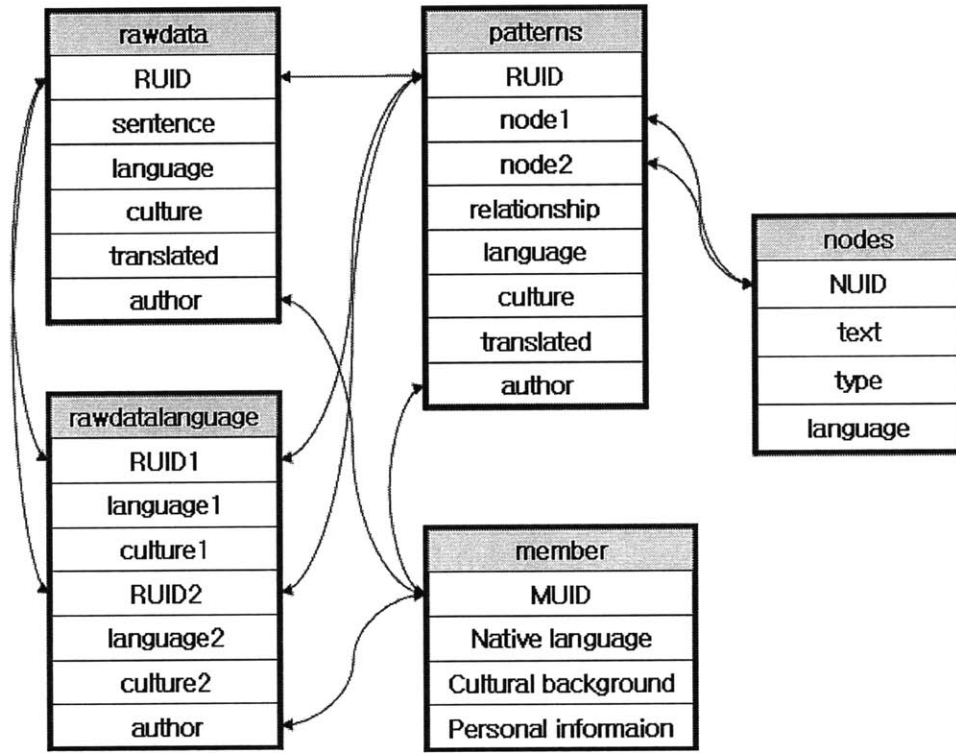 rawdata
RUID
sentence
language
culture
translated
author
patterns
RUID
node1
node2
relationship
language
culture
translated
author
nodes
NUID
text
type
language
rawdatalanguage
RUID1
language1
culture1
RUID2
language2
culture2
author
member
MUID
Native language
Cultural background
Personal informaion